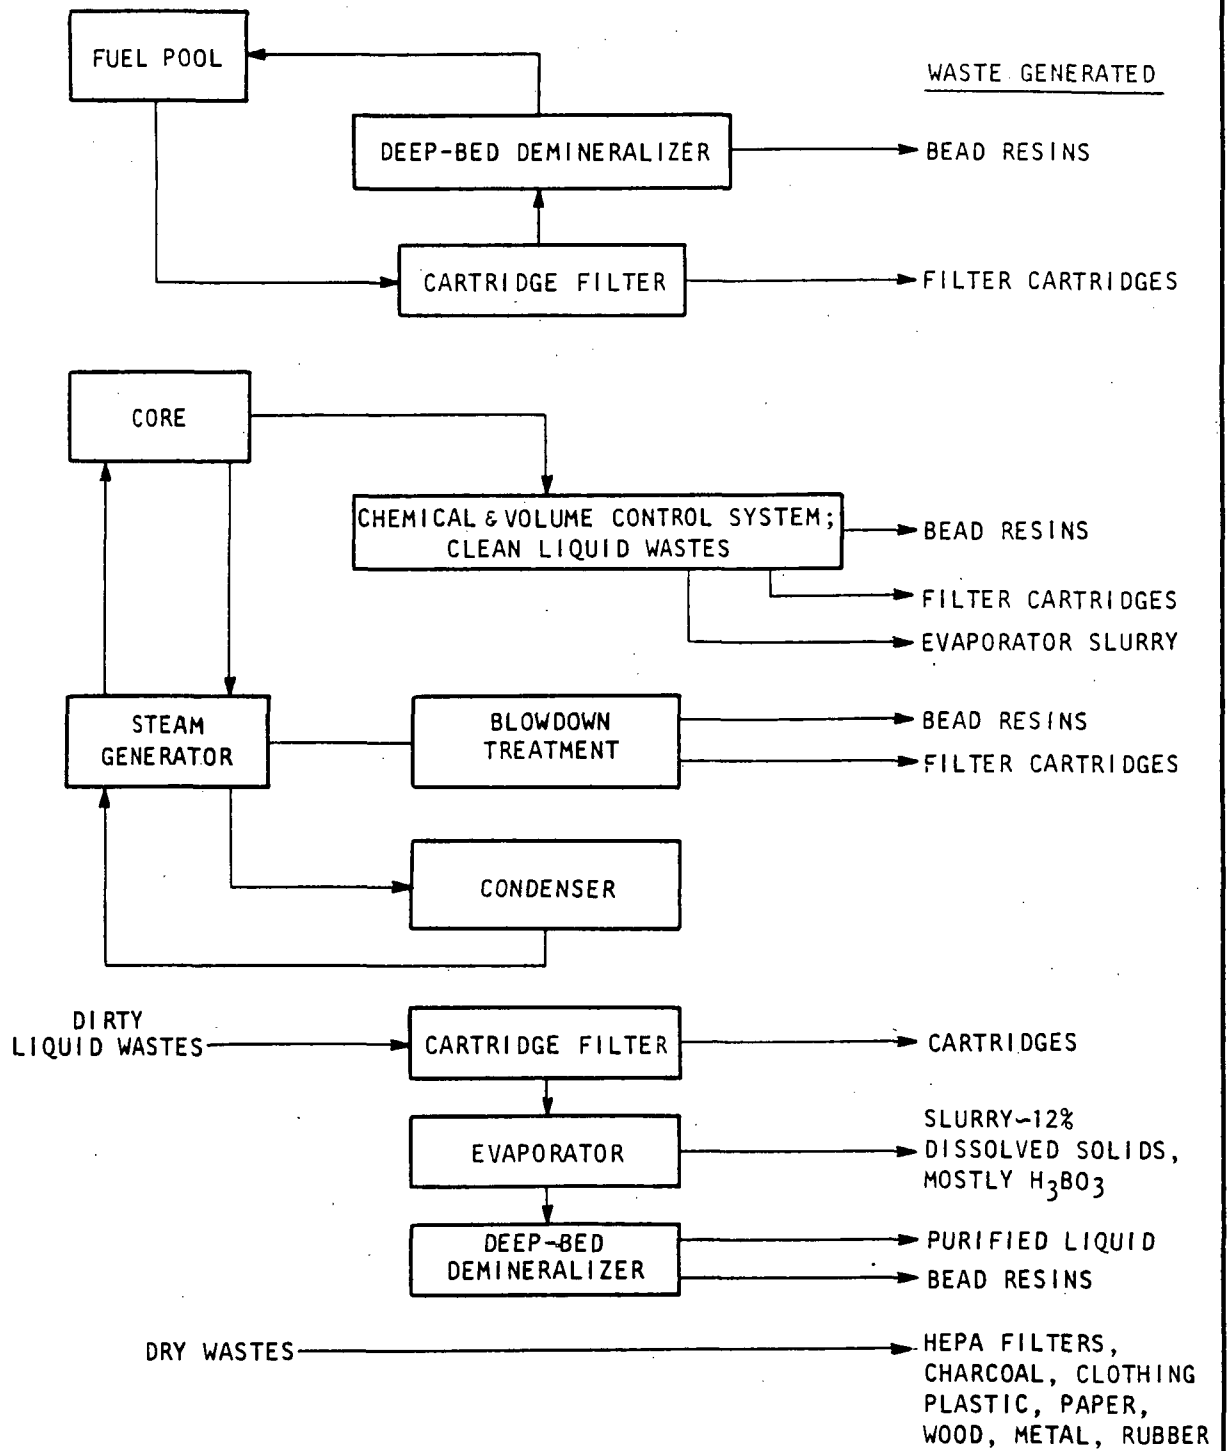 FUEL POOL
WASTE GENERATED
DEEP-BED DEMINERALIZER
BEAD RESINS
CARTRIDGE FILTER
FILTER CARTRIDGES
CORE
CHEMICAL & VOLUME CONTROL SYSTEM;
CLEAN LIQUID WASTES
BEAD RESINS
FILTER CARTRIDGES
EVAPORATOR SLURRY
STEAM
GENERATOR
BLOWDOWN
TREATMENT
BEAD RESINS
FILTER CARTRIDGES
CONDENSER
DIRTY
LIQUID WASTES
CARTRIDGE FILTER
CARTRIDGES
EVAPORATOR
SLURRY~12%
DISSOLVED SOLIDS,
MOSTLY H3BO3
DEEP-BED
DEMINERALIZER
PURIFIED LIQUID
BEAD RESINS
DRY WASTES
HEPA FILTERS,
CHARCOAL, CLOTHING
PLASTIC, PAPER,
WOOD, METAL, RUBBER